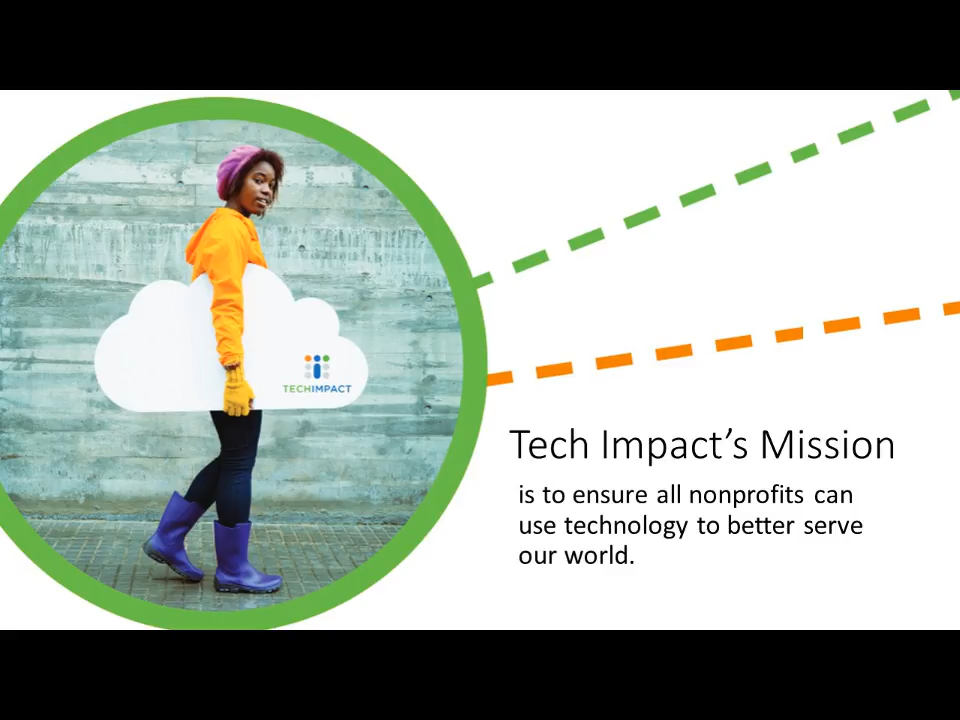 TECHIMPACT
Tech Impact's Mission
is to ensure all nonprofits can
use technology to better serve
our world.